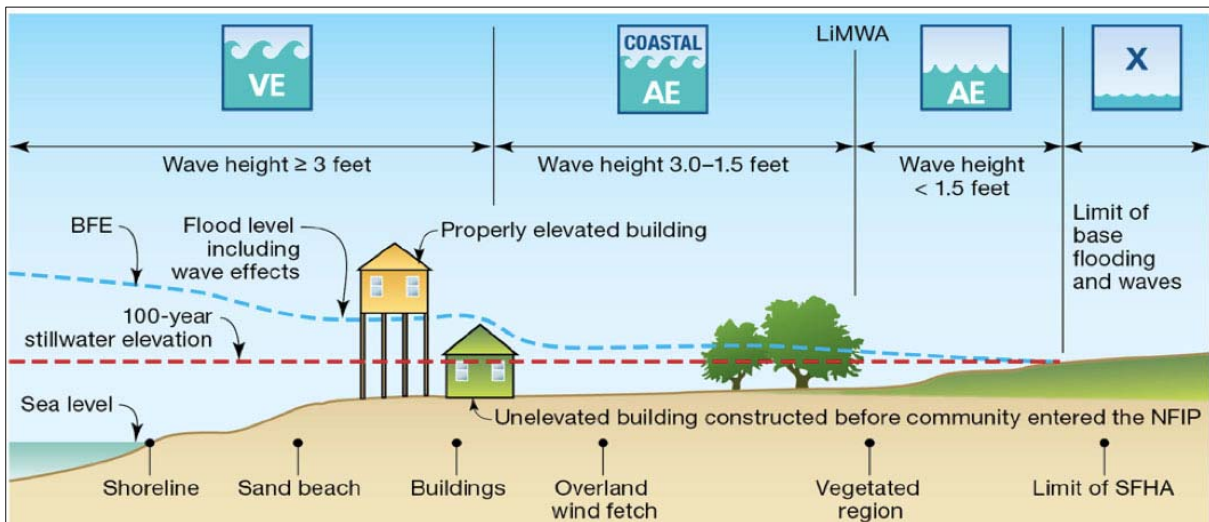 VE
COASTAL
AE
LiMWA
AE
X
Wave height ≥ 3 feet
Wave height 3.0–1.5 feet
Wave height
< 1.5 feet
BFE
Flood level
including
wave effects
Properly elevated building
Limit of
base
flooding
and waves
100-year
stillwater elevation
Sea level
Unelevated building constructed before community entered the NFIP
Shoreline
Sand beach
Buildings
Overland
wind fetch
Vegetated
region
Limit of SFHA